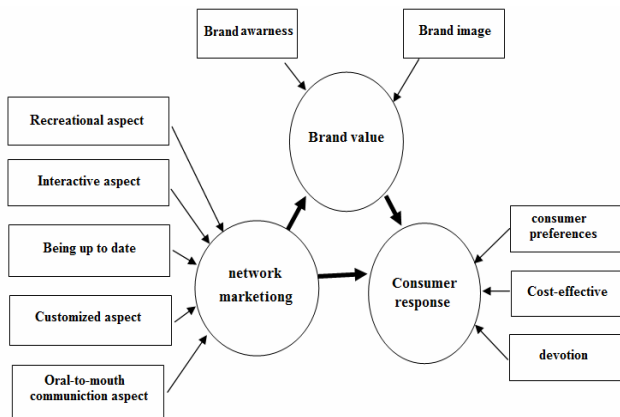 Brand awarness
Brand image
Brand value
Recreational aspect
Interactive aspect
Being up to date
Customized aspect
Oral-to-mouth
communiction aspect
network
marketiong
Consumer
response
consumer
preferences
Cost-effective
devotion